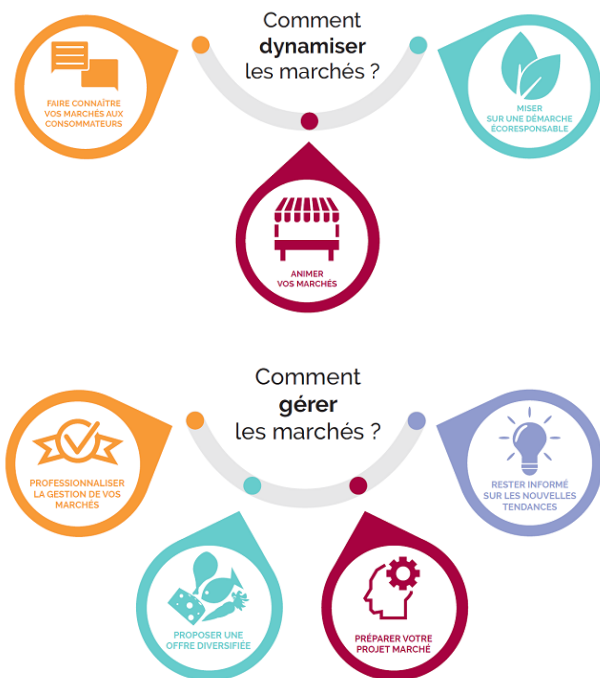 Comment
dynamiser
les marchés ?
FAIRE CONNAÎTRE
VOS MARCHÉS AUX
CONSOMMATEURS
MISER
SUR UNE DÉMARCHE
ÉCORESPONSABLE
ANIMER
VOS MARCHÉS
Comment
gérer
les marchés ?
PROFESSIONNALISER
LA GESTION DE VOS
MARCHÉS
RESTER INFORMÉ
SUR LES NOUVELLES
TENDANCES
PROPOSER UNE
OFFRE DIVERSIFIÉE
PRÉPARER VOTRE
PROJET MARCHÉ